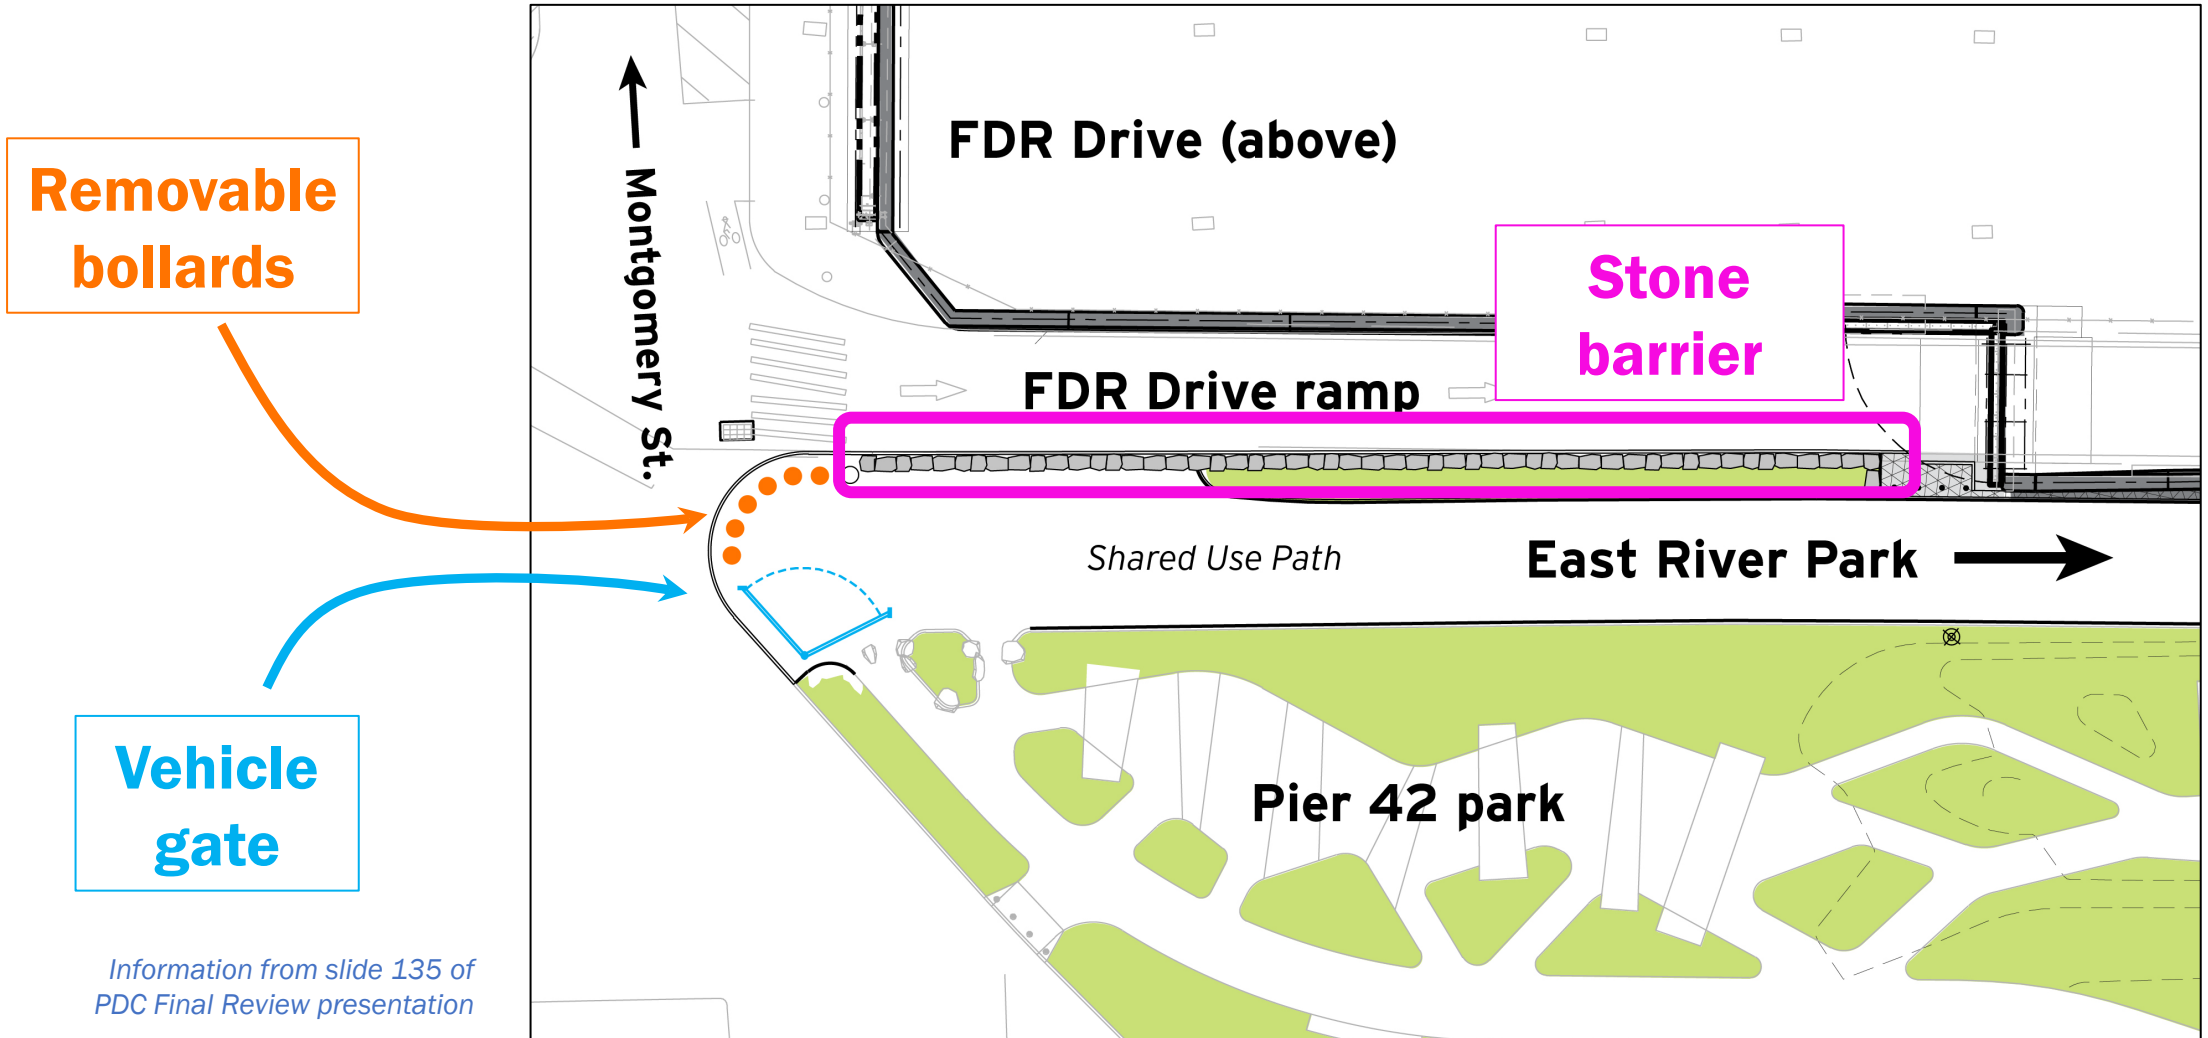 Removable
bollards
Vehicle
gate
Information from slide 135 of
PDC Final Review presentation
Montgomery St.
FDR Drive (above)
Stone
barrier
FDR Drive ramp
Shared Use Path
East River Park
Pier 42 park